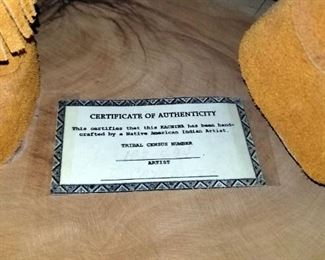 CERTIFICATE OF AUTHENTICITY
This certifies that this KACHINA has been hand-
crafted by a Native American Indian Artist.
TRIBAL CENSUS NUMBER
ARTIST